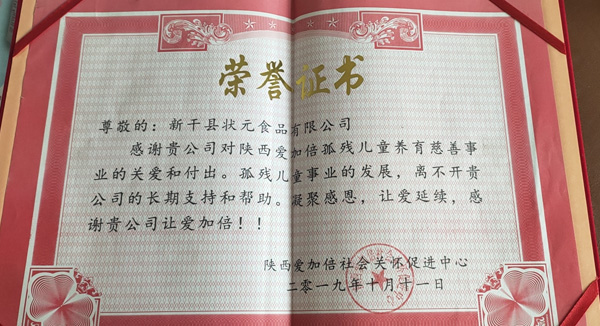 荣誉证书
尊敬的：新干县状元食品有限公司
感谢贵公司对陕西爱加倍孤残儿童养育慈善事
业的关爱和付出。孤残儿童事业的发展，离不开贵
公司的长期支持和帮助。凝聚感恩，让爱延续，感
谢贵公司让爱加倍！！
陕西爱加倍社会关怀促进中心
二零一九年十月十一日